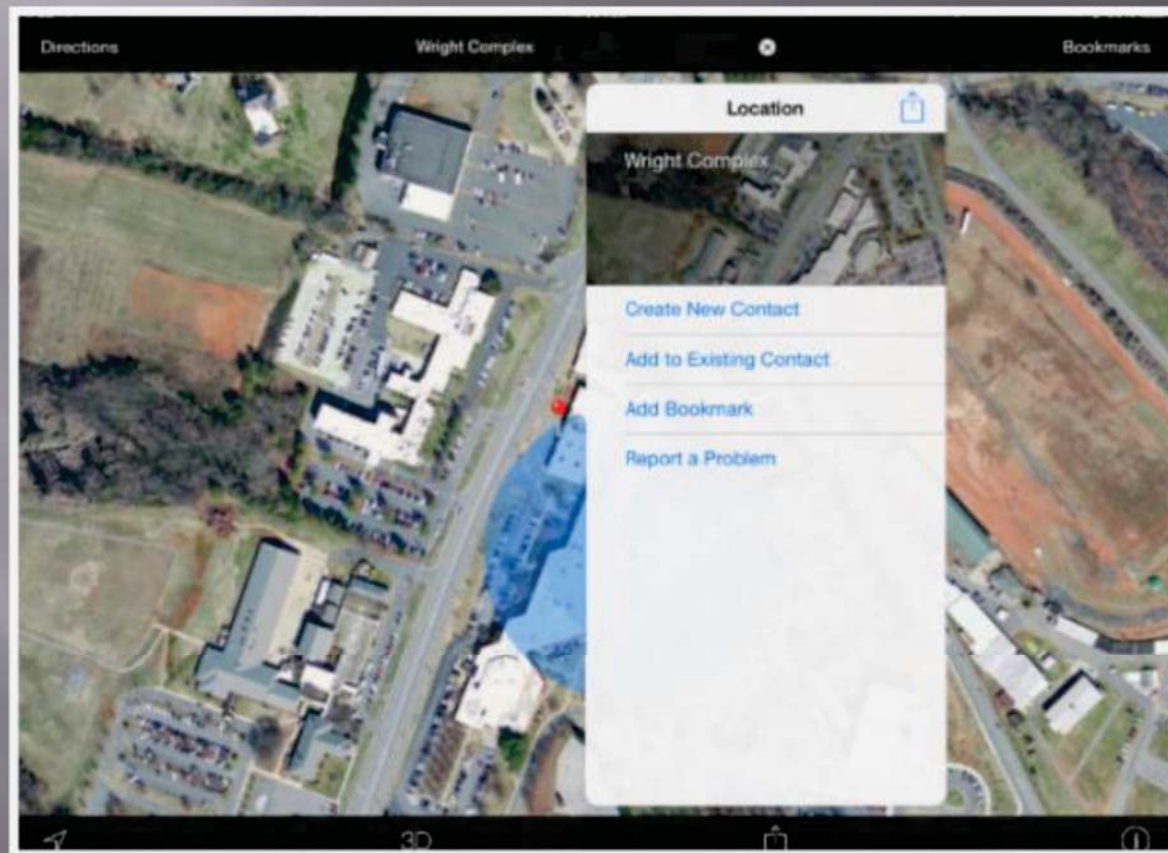 Directions
Wright Complex
Bookmarks
Location
Wright Complex
Create New Contact
Add to Existing Contact
Add Bookmark
Report a Problem
3D